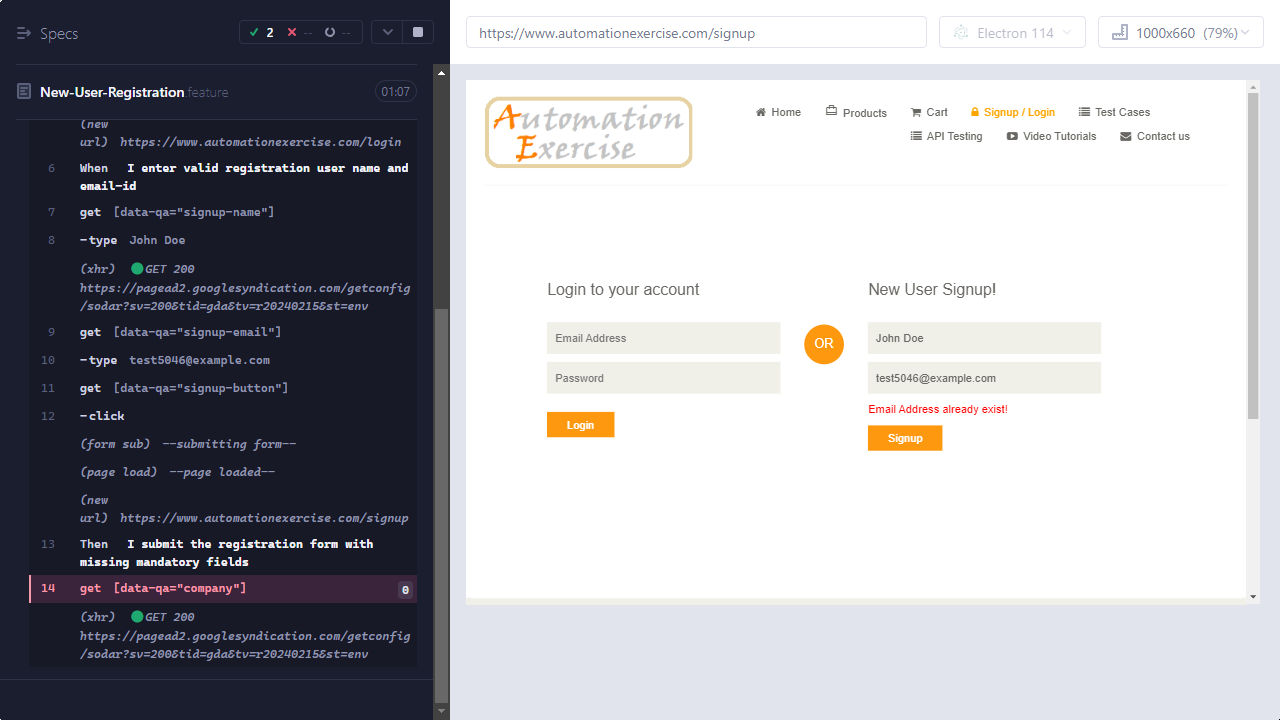 Specs
2 -- --
New-User-Registration.feature 01:07
(new
url) https://www.automationexercise.com/login
6 When I enter valid registration user name and
email-id
7 get [data-qa="signup-name"]
8 -type John Doe
(xhr) GET 200
https://pagead2.googlesyndication.com/getconfig
/sodar?sv=200&tid=gda&tv=r20240215&st=env
9 get [data-qa="signup-email"]
10 -type test5046@example.com
11 get [data-qa="signup-button"]
12 -click
(form sub) --submitting form--
(page load) --page loaded--
(new
url) https://www.automationexercise.com/signup
13 Then I submit the registration form with
missing mandatory fields
14 get [data-qa="company"] 0
(xhr) GET 200
https://pagead2.googlesyndication.com/getconfig
/sodar?sv=200&tid=gda&tv=r20240215&st=env
https://www.automationexercise.com/signup
Electron 114
1000x660 (79%)
Automation
Exercise
Home Products Cart Signup / Login Test Cases
API Testing Video Tutorials Contact us
Login to your account
Email Address
Password
Login
OR
New User Signup!
John Doe
test5046@example.com
Email Address already exist!
Signup